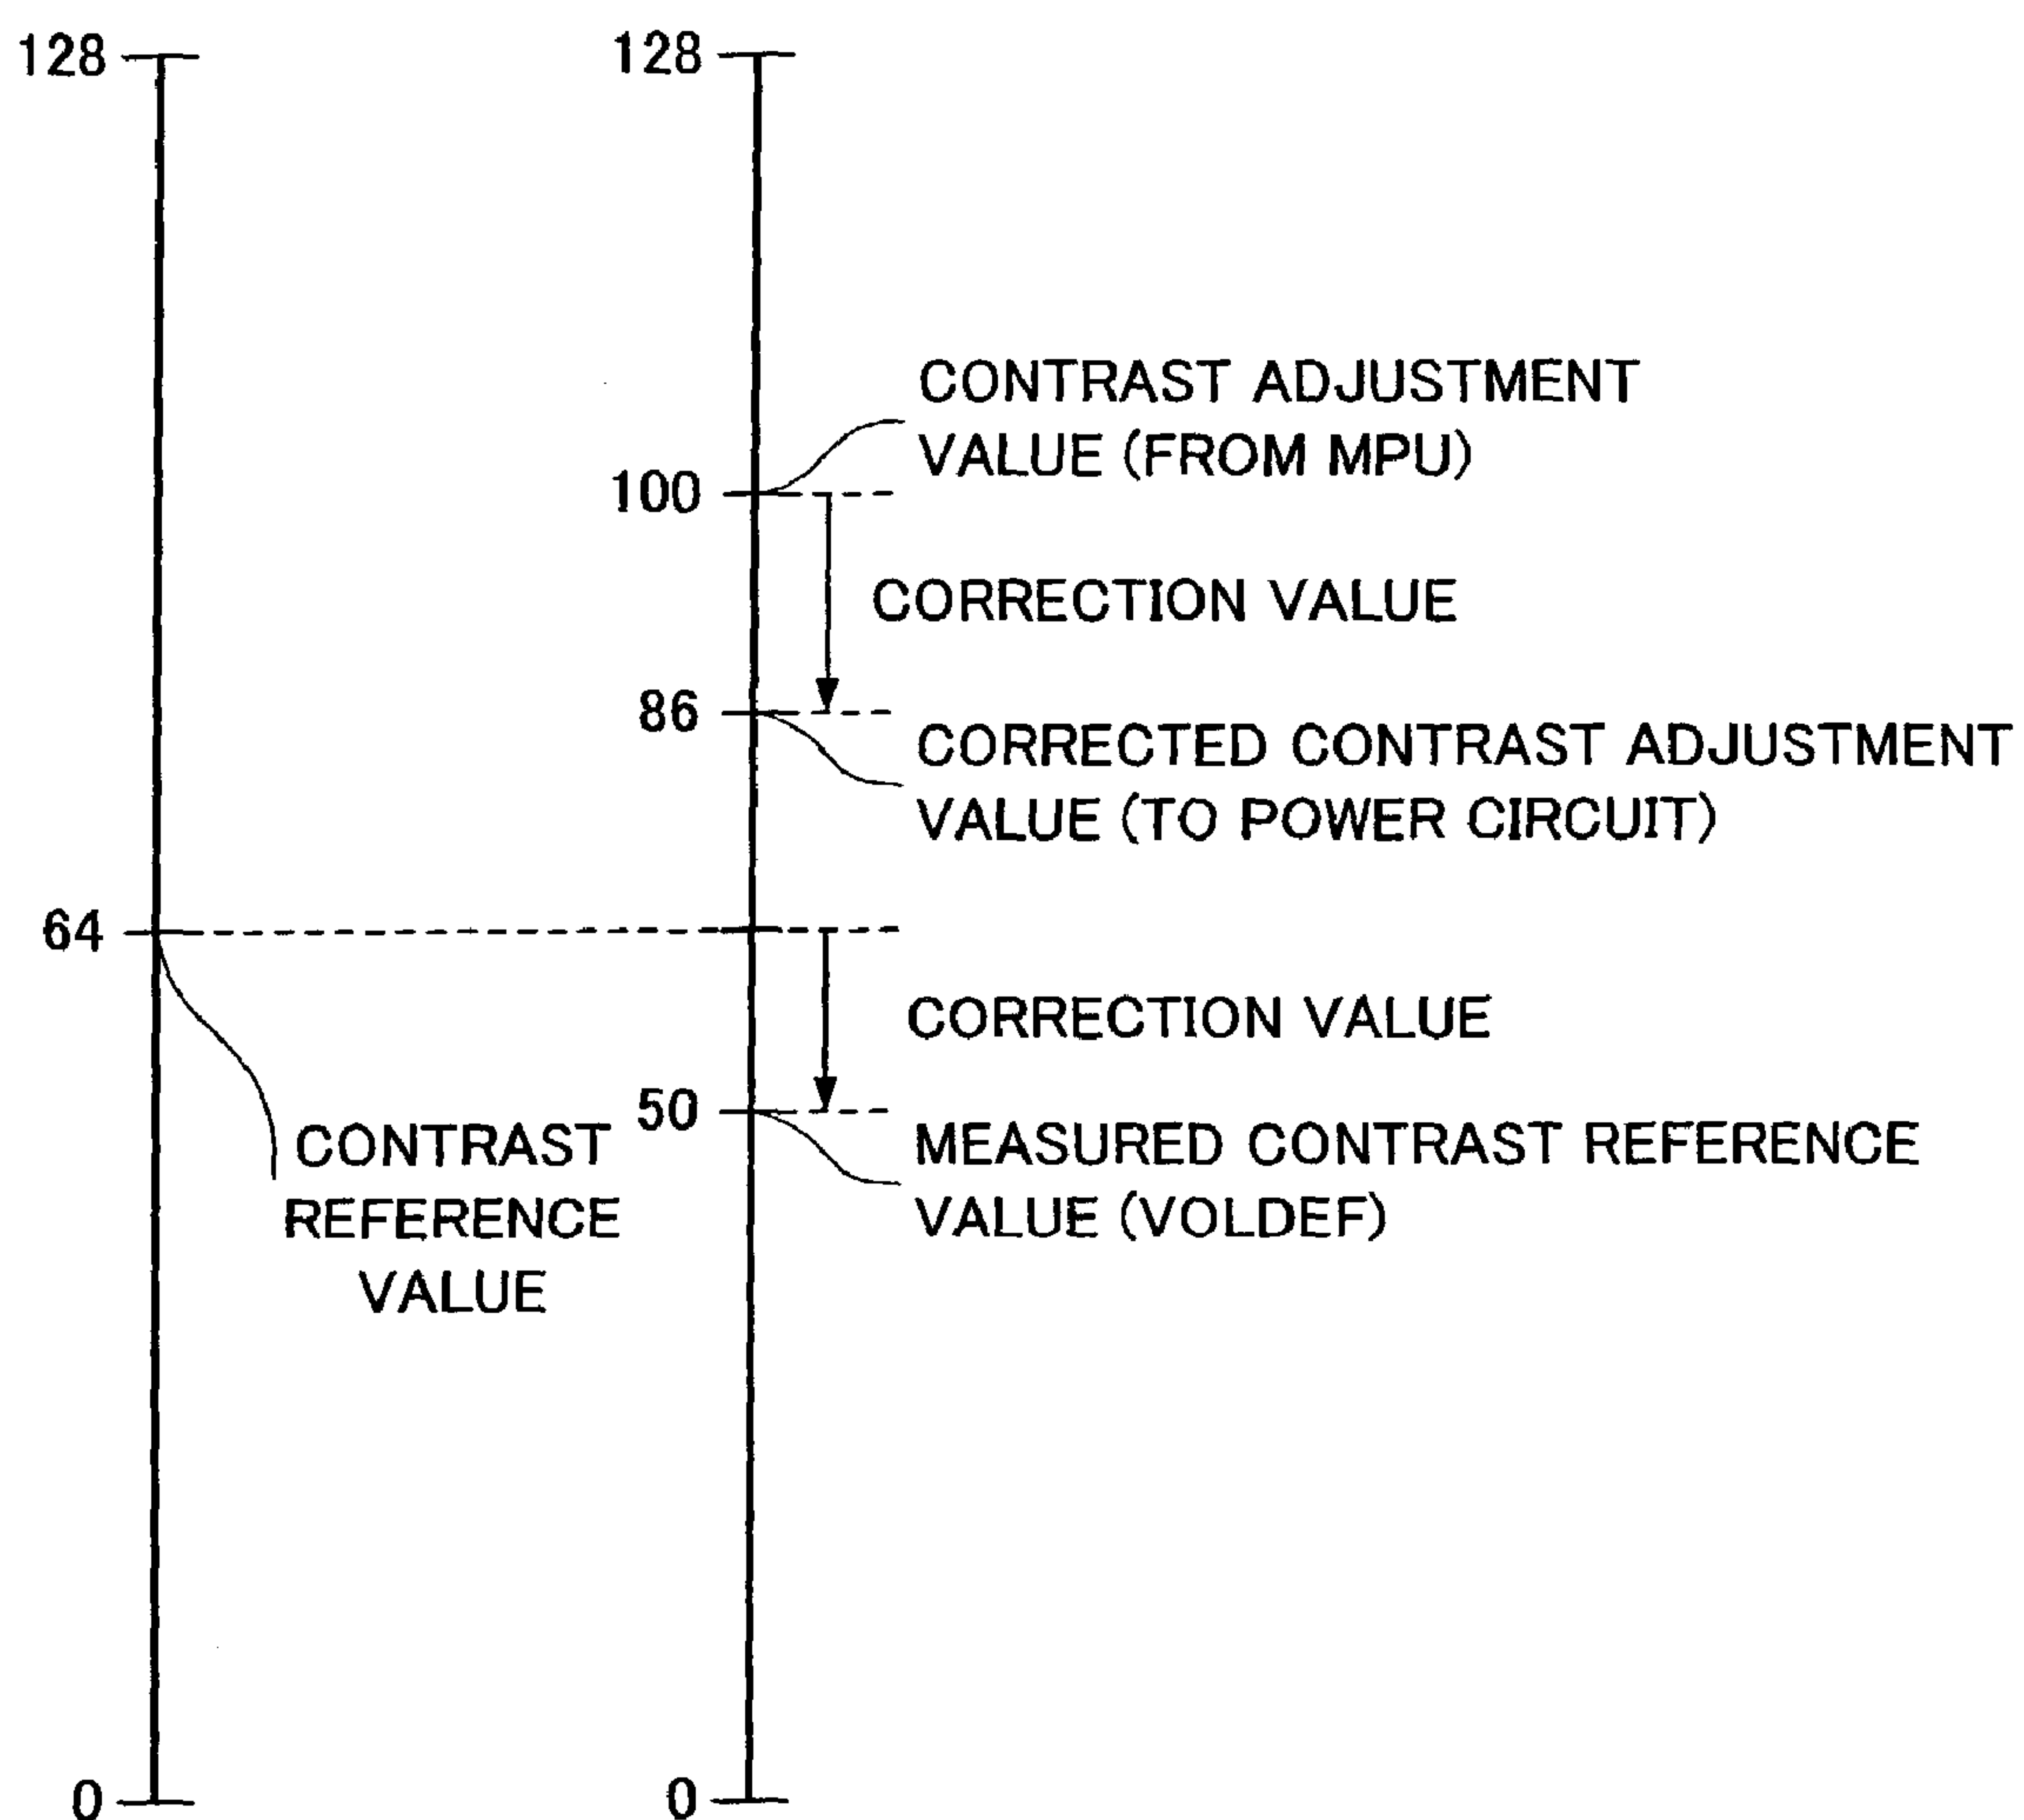 128
128
CONTRAST ADJUSTMENT
VALUE (FROM MPU)
100
CORRECTION VALUE
86
CORRECTED CONTRAST ADJUSTMENT
VALUE (TO POWER CIRCUIT)
64
CORRECTION VALUE
50
CONTRAST
REFERENCE
VALUE
MEASURED CONTRAST REFERENCE
VALUE (VOLDEF)
0
0